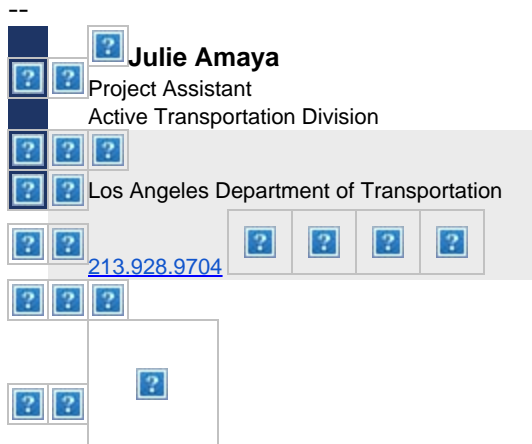 --
Julie Amaya
Project Assistant
Active Transportation Division
Los Angeles Department of Transportation
213.928.9704